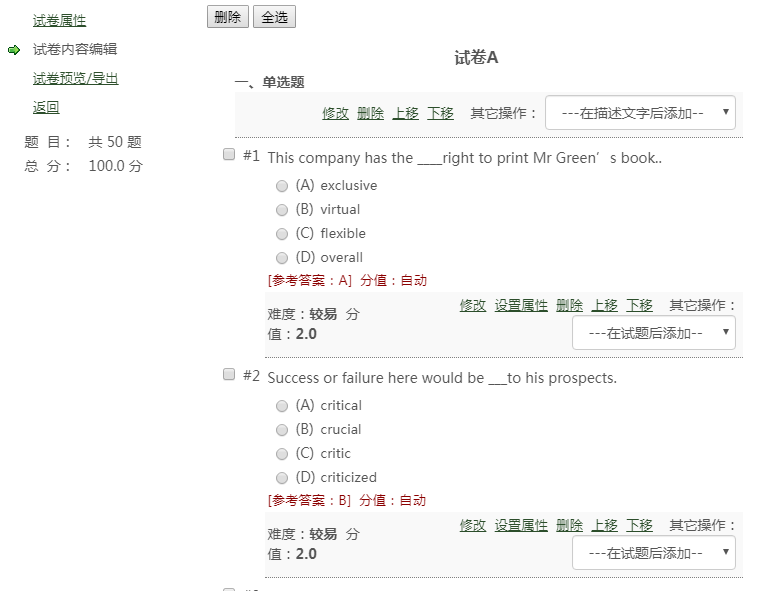 试卷属性
试卷内容编辑
试卷预览/导出
返回
题 目： 共 50 题
总 分： 100.0 分
删除 全选
试卷A
一、单选题
修改 删除 上移 下移 其它操作： ---在描述文字后添加--
#1 This company has the ____right to print Mr Green’s book..
(A) exclusive
(B) virtual
(C) flexible
(D) overall
[参考答案：A] 分值：自动
修改 设置属性 删除 上移 下移 其它操作：
难度：较易 分
值：2.0
---在试题后添加--
#2 Success or failure here would be ___to his prospects.
(A) critical
(B) crucial
(C) critic
(D) criticized
[参考答案：B] 分值：自动
修改 设置属性 删除 上移 下移 其它操作：
难度：较易 分
值：2.0
---在试题后添加--